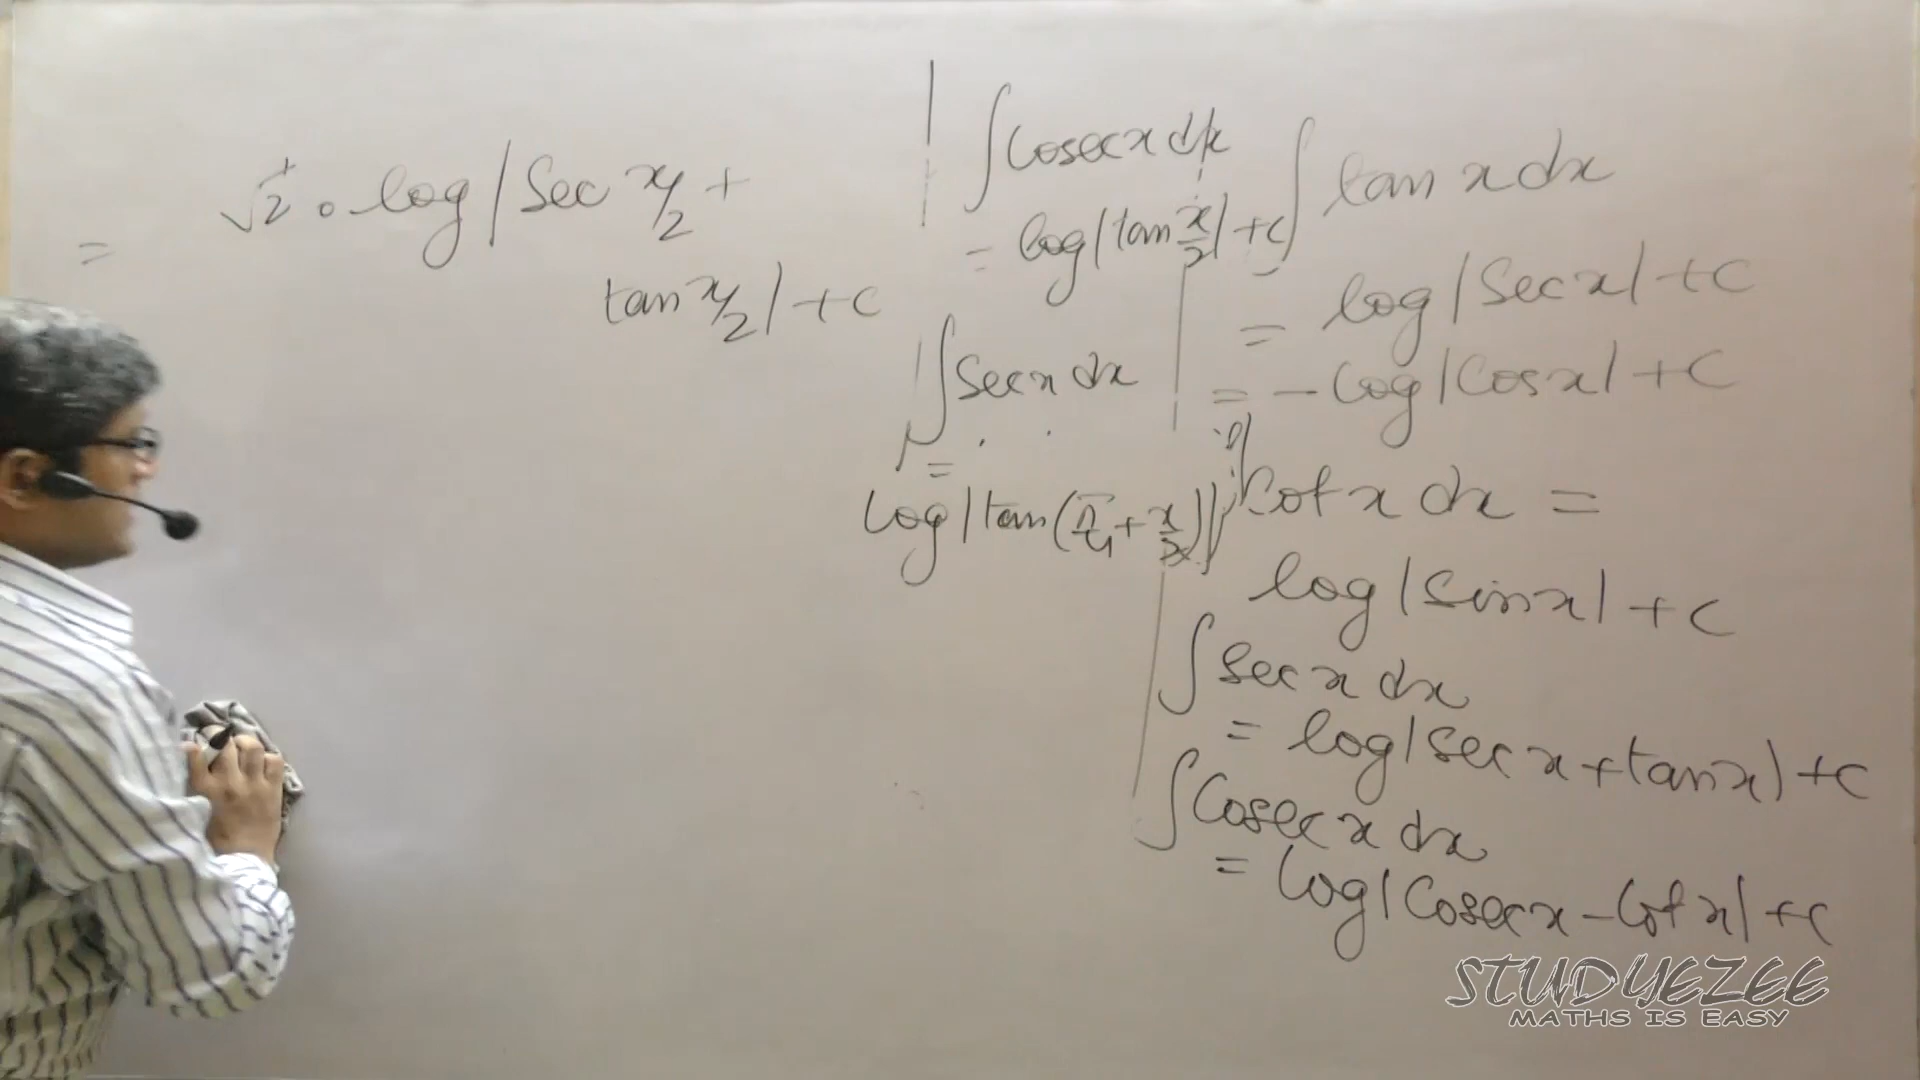 = √2 . log |Sec x/2 +
tan x/2| + c
∫ Cosec x dx
= log |tan x/2| + c
∫ Sec x dx
=
log |tan (π/4 + x/2)|
∫ tan x dx
= log |Sec x| + c
= - log |Cos x| + c
∫ Cot x dx =
log |Sin x| + c
∫ Sec x dx
= log |Sec x + tan x| + c
∫ Cosec x dx
= log |Cosec x - Cot x| + c
STUDYEZEE
MATHS IS EASY